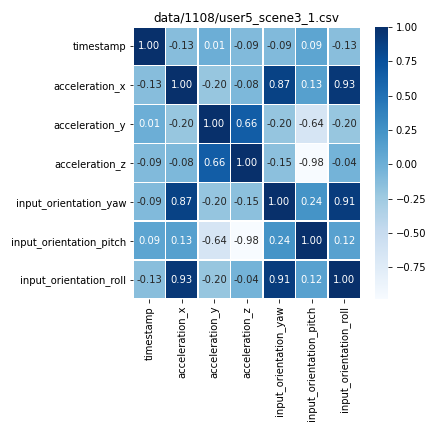 data/1108/user5_scene3_1.csv
timestamp 1.00 -0.13 0.01 -0.09 -0.09 0.09 -0.13
acceleration_x -0.13 1.00 -0.20 -0.08 0.87 0.13 0.93
acceleration_y 0.01 -0.20 1.00 0.66 -0.20 -0.64 -0.20
acceleration_z -0.09 -0.08 0.66 1.00 -0.15 -0.98 -0.04
input_orientation_yaw -0.09 0.87 -0.20 -0.15 1.00 0.24 0.91
input_orientation_pitch 0.09 0.13 -0.64 -0.98 0.24 1.00 0.12
input_orientation_roll -0.13 0.93 -0.20 -0.04 0.91 0.12 1.00
timestamp
acceleration_x
acceleration_y
acceleration_z
input_orientation_yaw
input_orientation_pitch
input_orientation_roll
1.00
0.75
0.50
0.25
0.00
-0.25
-0.50
-0.75